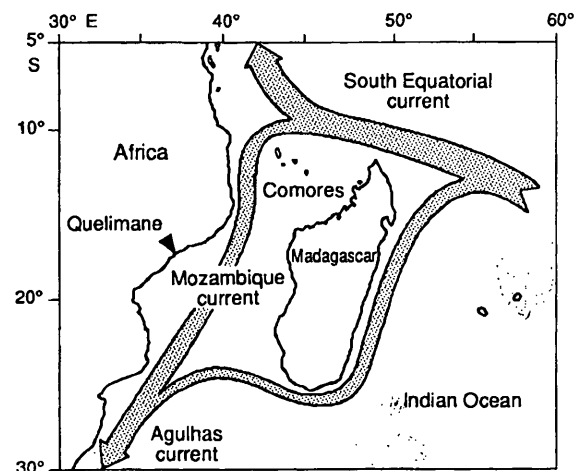 30° E
40°
50°
60°
5°
S
South Equatorial
current
10°
Africa
Comores
Quelimane
Madagascar
Mozambique
current
20°
Indian Ocean
Agulhas
current
30°